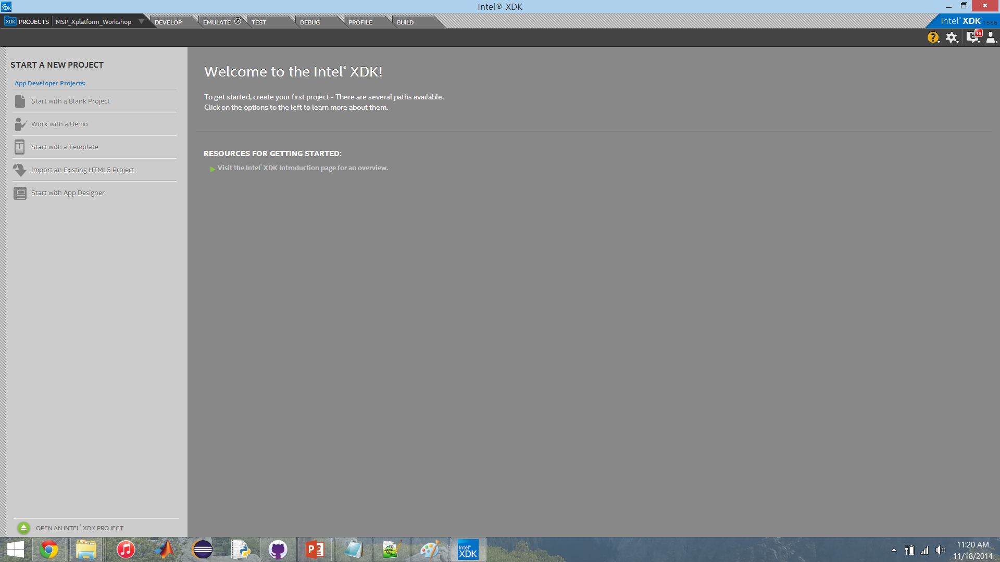 XDK
Intel® XDK
XDK PROJECTS MSP_Xplatform_Workshop DEVELOP EMULATE TEST DEBUG PROFILE BUILD Intel® XDK 1536
? 10
START A NEW PROJECT
App Developer Projects:
Start with a Blank Project
Work with a Demo
Start with a Template
Import an Existing HTML5 Project
Start with App Designer
Welcome to the Intel® XDK!
To get started, create your first project - There are several paths available.
Click on the options to the left to learn more about them.
RESOURCES FOR GETTING STARTED:
Visit the Intel® XDK Introduction page for an overview.
OPEN AN INTEL® XDK PROJECT
Intel®
XDK
11:20 AM
11/18/2014